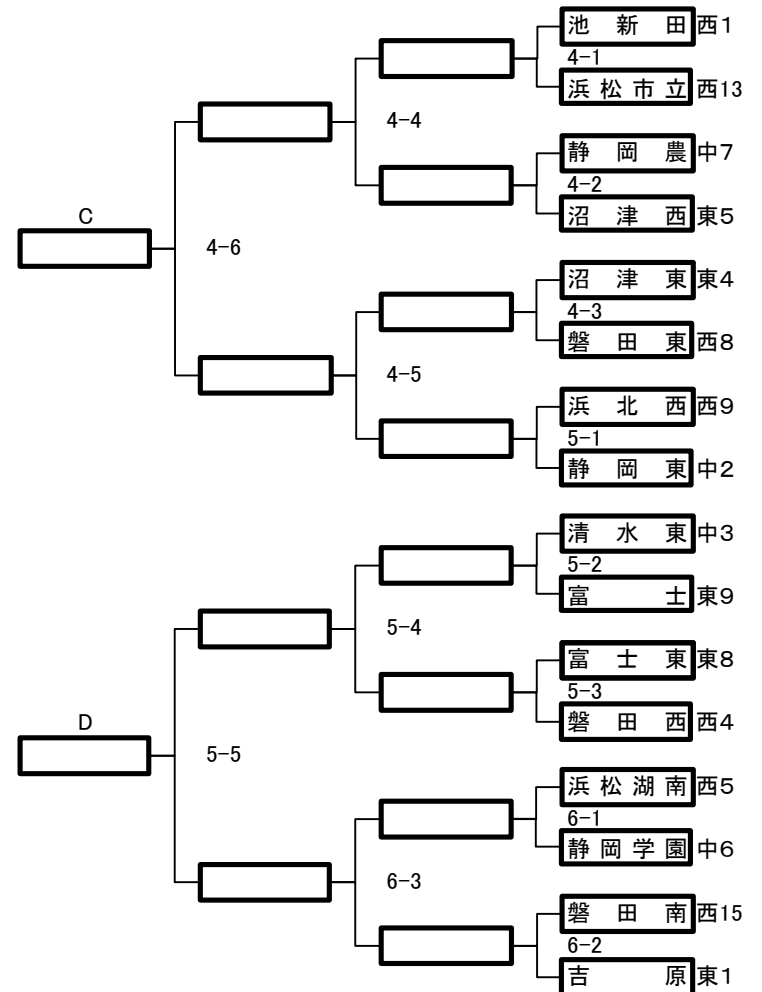 池新田 西1
4-1
浜松市立 西13
4-4
静岡農 中7
4-2
沼津西 東5
C
4-6
沼津東 東4
4-3
磐田東 西8
4-5
浜北西 西9
5-1
静岡東 中2
清水東 中3
5-2
富士 東9
5-4
富士東 東8
5-3
磐田西 西4
D
5-5
浜松湖南 西5
6-1
静岡学園 中6
6-3
磐田南 西15
6-2
吉原 東1